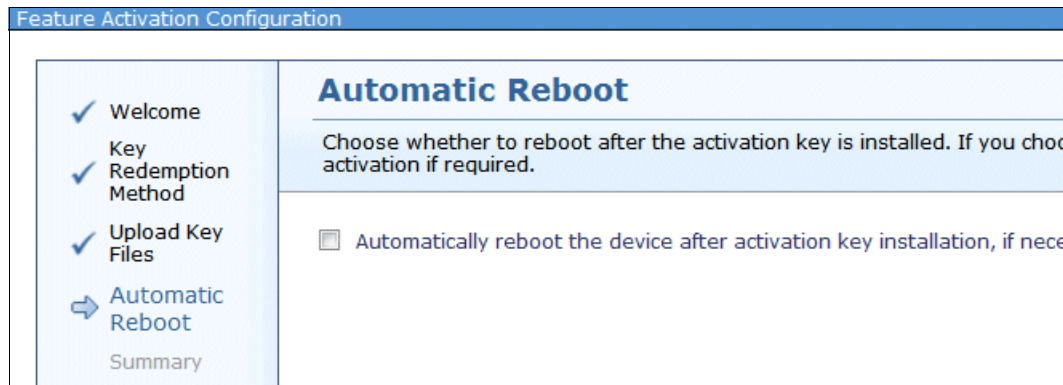 Feature Activation Configuration
Welcome
Key
Redemption
Method
Upload Key
Files
Automatic
Reboot
Summary
Automatic Reboot
Choose whether to reboot after the activation key is installed. If you
activation if required.
Automatically reboot the device after activation key installation, if